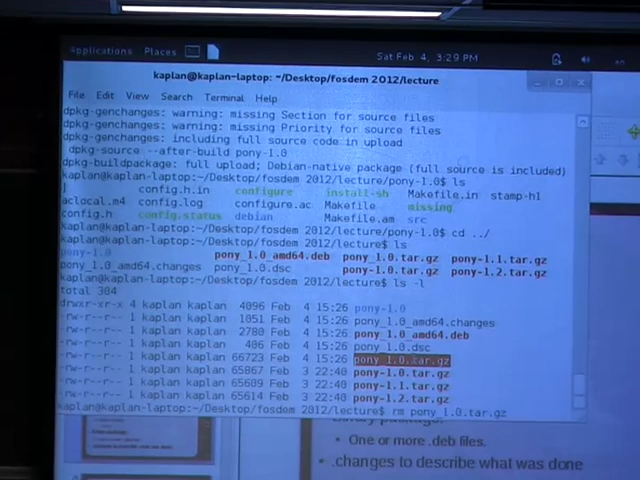 Applications Places Sat Feb 4, 3:29 PM
kaplan@kaplan-laptop: ~/Desktop/fosdem 2012/lecture
File Edit View Search Terminal Help
dpkg-genchanges: warning: missing Section for source files
dpkg-genchanges: warning: missing Priority for source files
dpkg-genchanges: including full source code in upload
dpkg-source --after-build pony-1.0
dpkg-buildpackage: full upload; Debian-native package (full source is included)
kaplan@kaplan-laptop:~/Desktop/fosdem 2012/lecture/pony-1.0$ ls
] config.h.in configure install-sh Makefile.in stamp-h1
aclocal.m4 config.log configure.ac Makefile missing
config.h config.status debian Makefile.am src
kaplan@kaplan-laptop:~/Desktop/fosdem 2012/lecture/pony-1.0$ cd ../
kaplan@kaplan-laptop:~/Desktop/fosdem 2012/lecture$ ls
pony-1.0 pony_1.0_amd64.deb pony_1.0.tar.gz pony-1.1.tar.gz
pony_1.0_amd64.changes pony_1.0.dsc pony-1.0.tar.gz pony-1.2.tar.gz
kaplan@kaplan-laptop:~/Desktop/fosdem 2012/lecture$ ls -l
total 304
drwxr-xr-x 4 kaplan kaplan 4096 Feb 4 15:26 pony-1.0
-rw-r--r-- 1 kaplan kaplan 1051 Feb 4 15:26 pony_1.0_amd64.changes
-rw-r--r-- 1 kaplan kaplan 2780 Feb 4 15:26 pony_1.0_amd64.deb
-rw-r--r-- 1 kaplan kaplan 406 Feb 4 15:26 pony_1.0.dsc
-rw-r--r-- 1 kaplan kaplan 66723 Feb 4 15:26 pony_1.0.tar.gz
-rw-r--r-- 1 kaplan kaplan 65867 Feb 3 22:40 pony-1.0.tar.gz
-rw-r--r-- 1 kaplan kaplan 65609 Feb 3 22:40 pony-1.1.tar.gz
-rw-r--r-- 1 kaplan kaplan 65614 Feb 3 22:40 pony-1.2.tar.gz
kaplan@kaplan-laptop:~/Desktop/fosdem 2012/lecture$ rm pony_1.0.tar.gz
• One or more .deb files.
• .changes to describe what was done